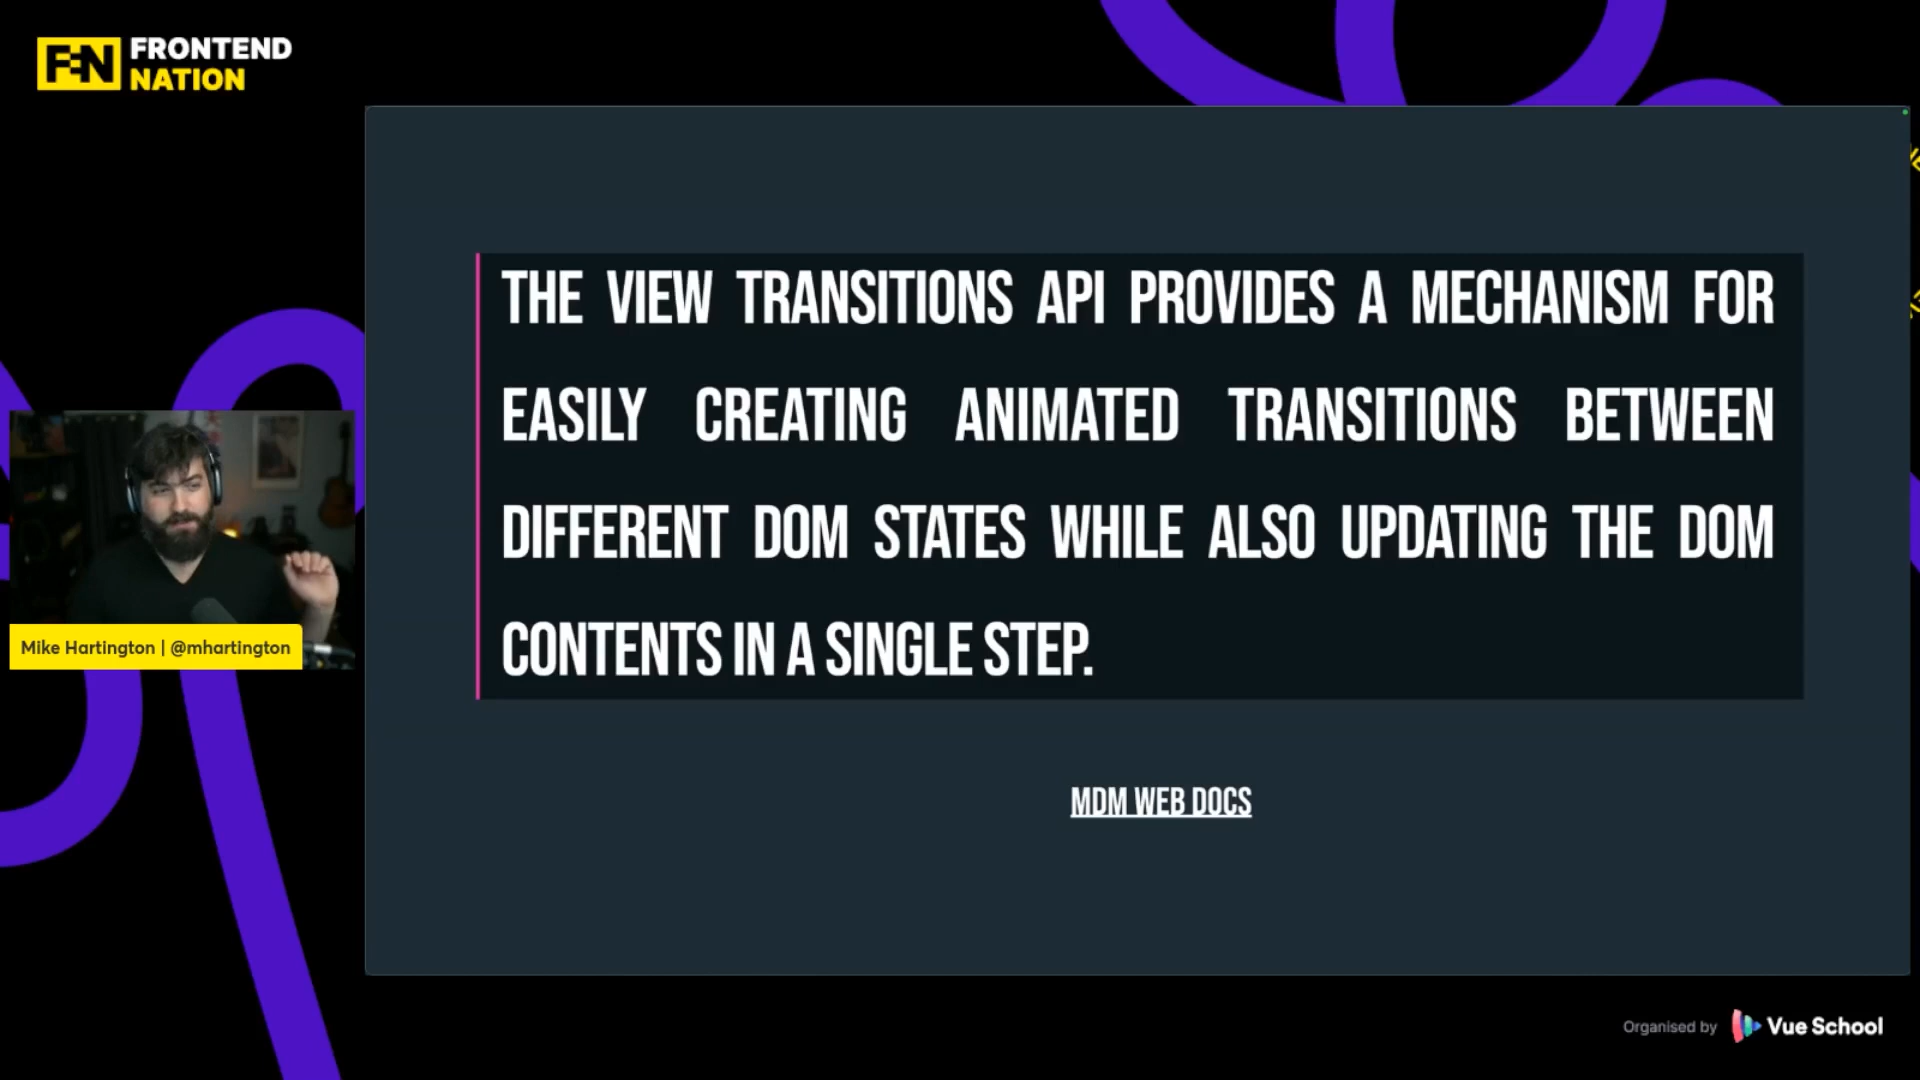 FEN FRONTEND
NATION
THE VIEW TRANSITIONS API PROVIDES A MECHANISM FOR
EASILY CREATING ANIMATED TRANSITIONS BETWEEN
DIFFERENT DOM STATES WHILE ALSO UPDATING THE DOM
CONTENTS IN A SINGLE STEP.
MDM WEB DOCS
Mike Hartington | @mhartington
Organised by Vue School